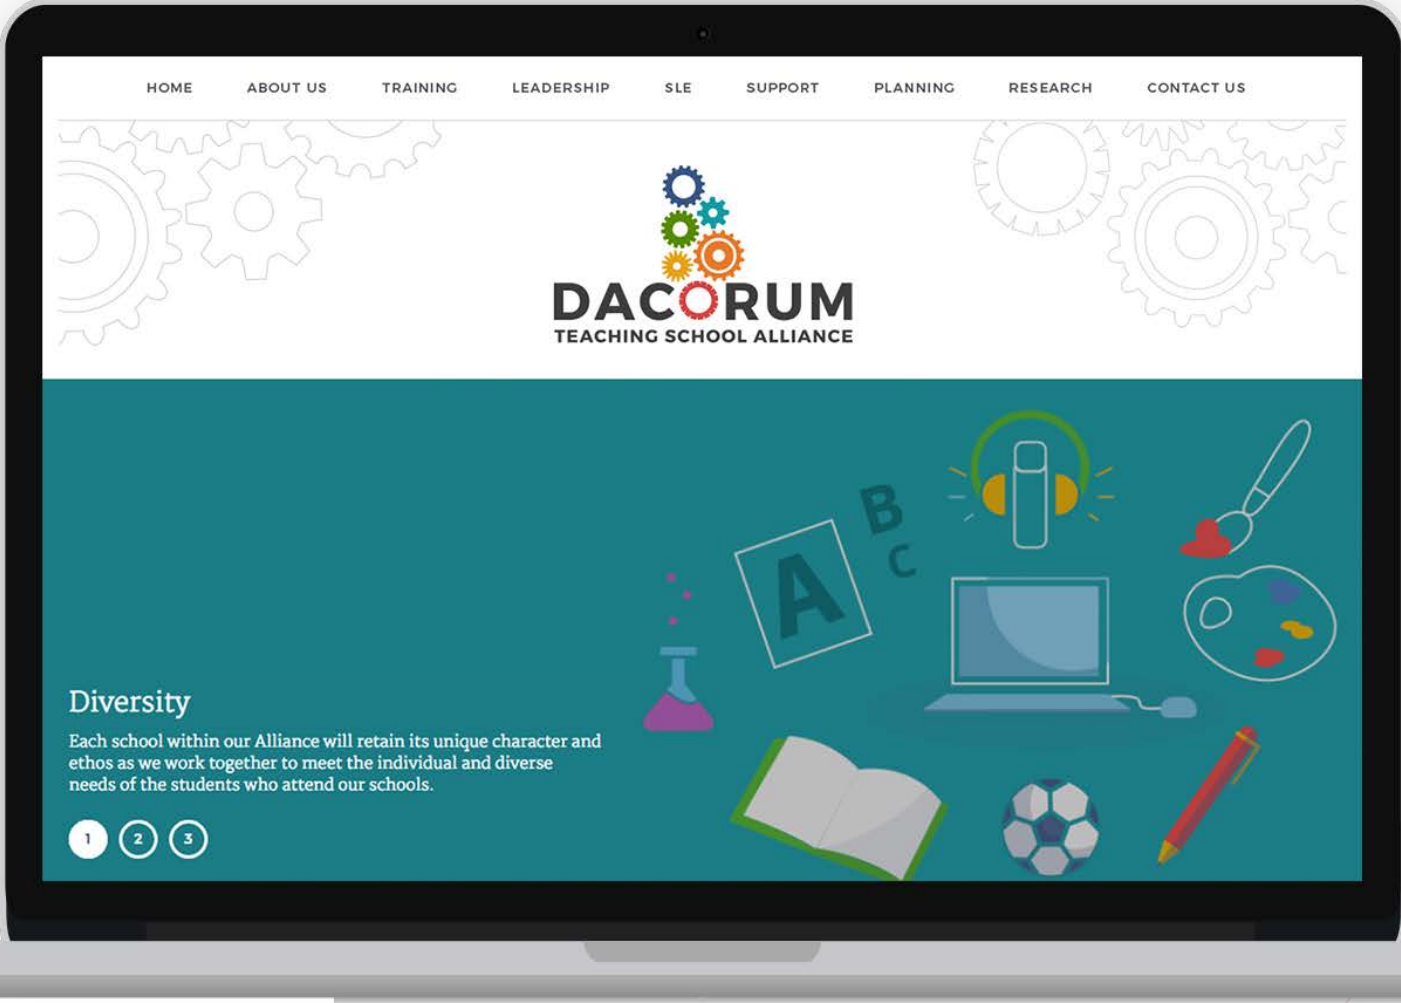 HOME ABOUT US TRAINING LEADERSHIP SLE SUPPORT PLANNING RESEARCH CONTACT US
DACORUM
TEACHING SCHOOL ALLIANCE
B
A C
Diversity
Each school within our Alliance will retain its unique character and
ethos as we work together to meet the individual and diverse
needs of the students who attend our schools.
1 2 3